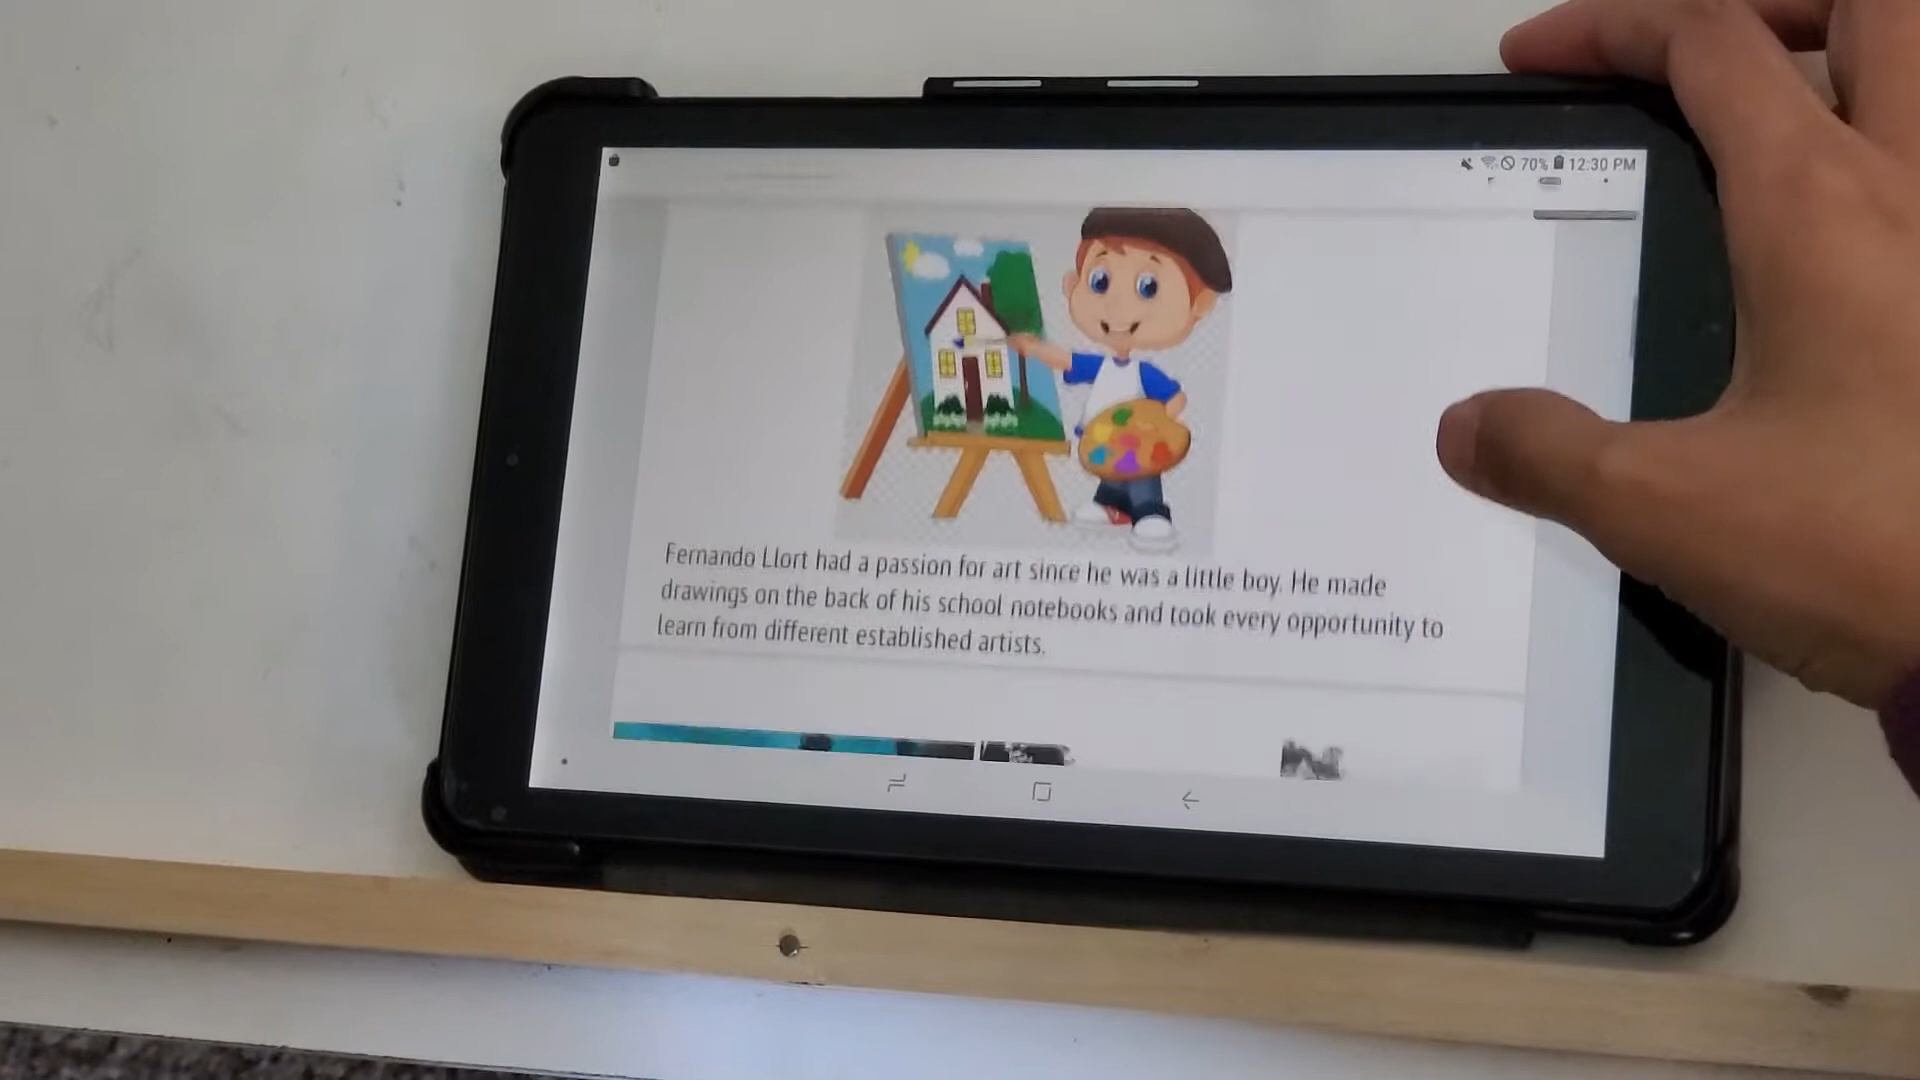 70% 12:30 PM
Fernando Llort had a passion for art since he was a little boy. He made
drawings on the back of his school notebooks and took every opportunity to
learn from different established artists.